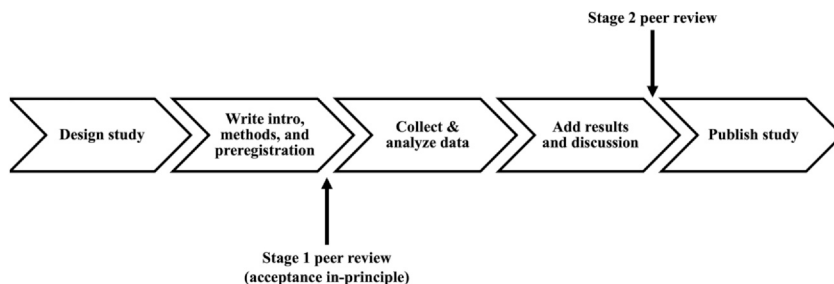 Stage 2 peer review
Design study
Write intro,
methods, and
preregistration
Collect &
analyze data
Add results
and discussion
Publish study
Stage 1 peer review
(acceptance in-principle)